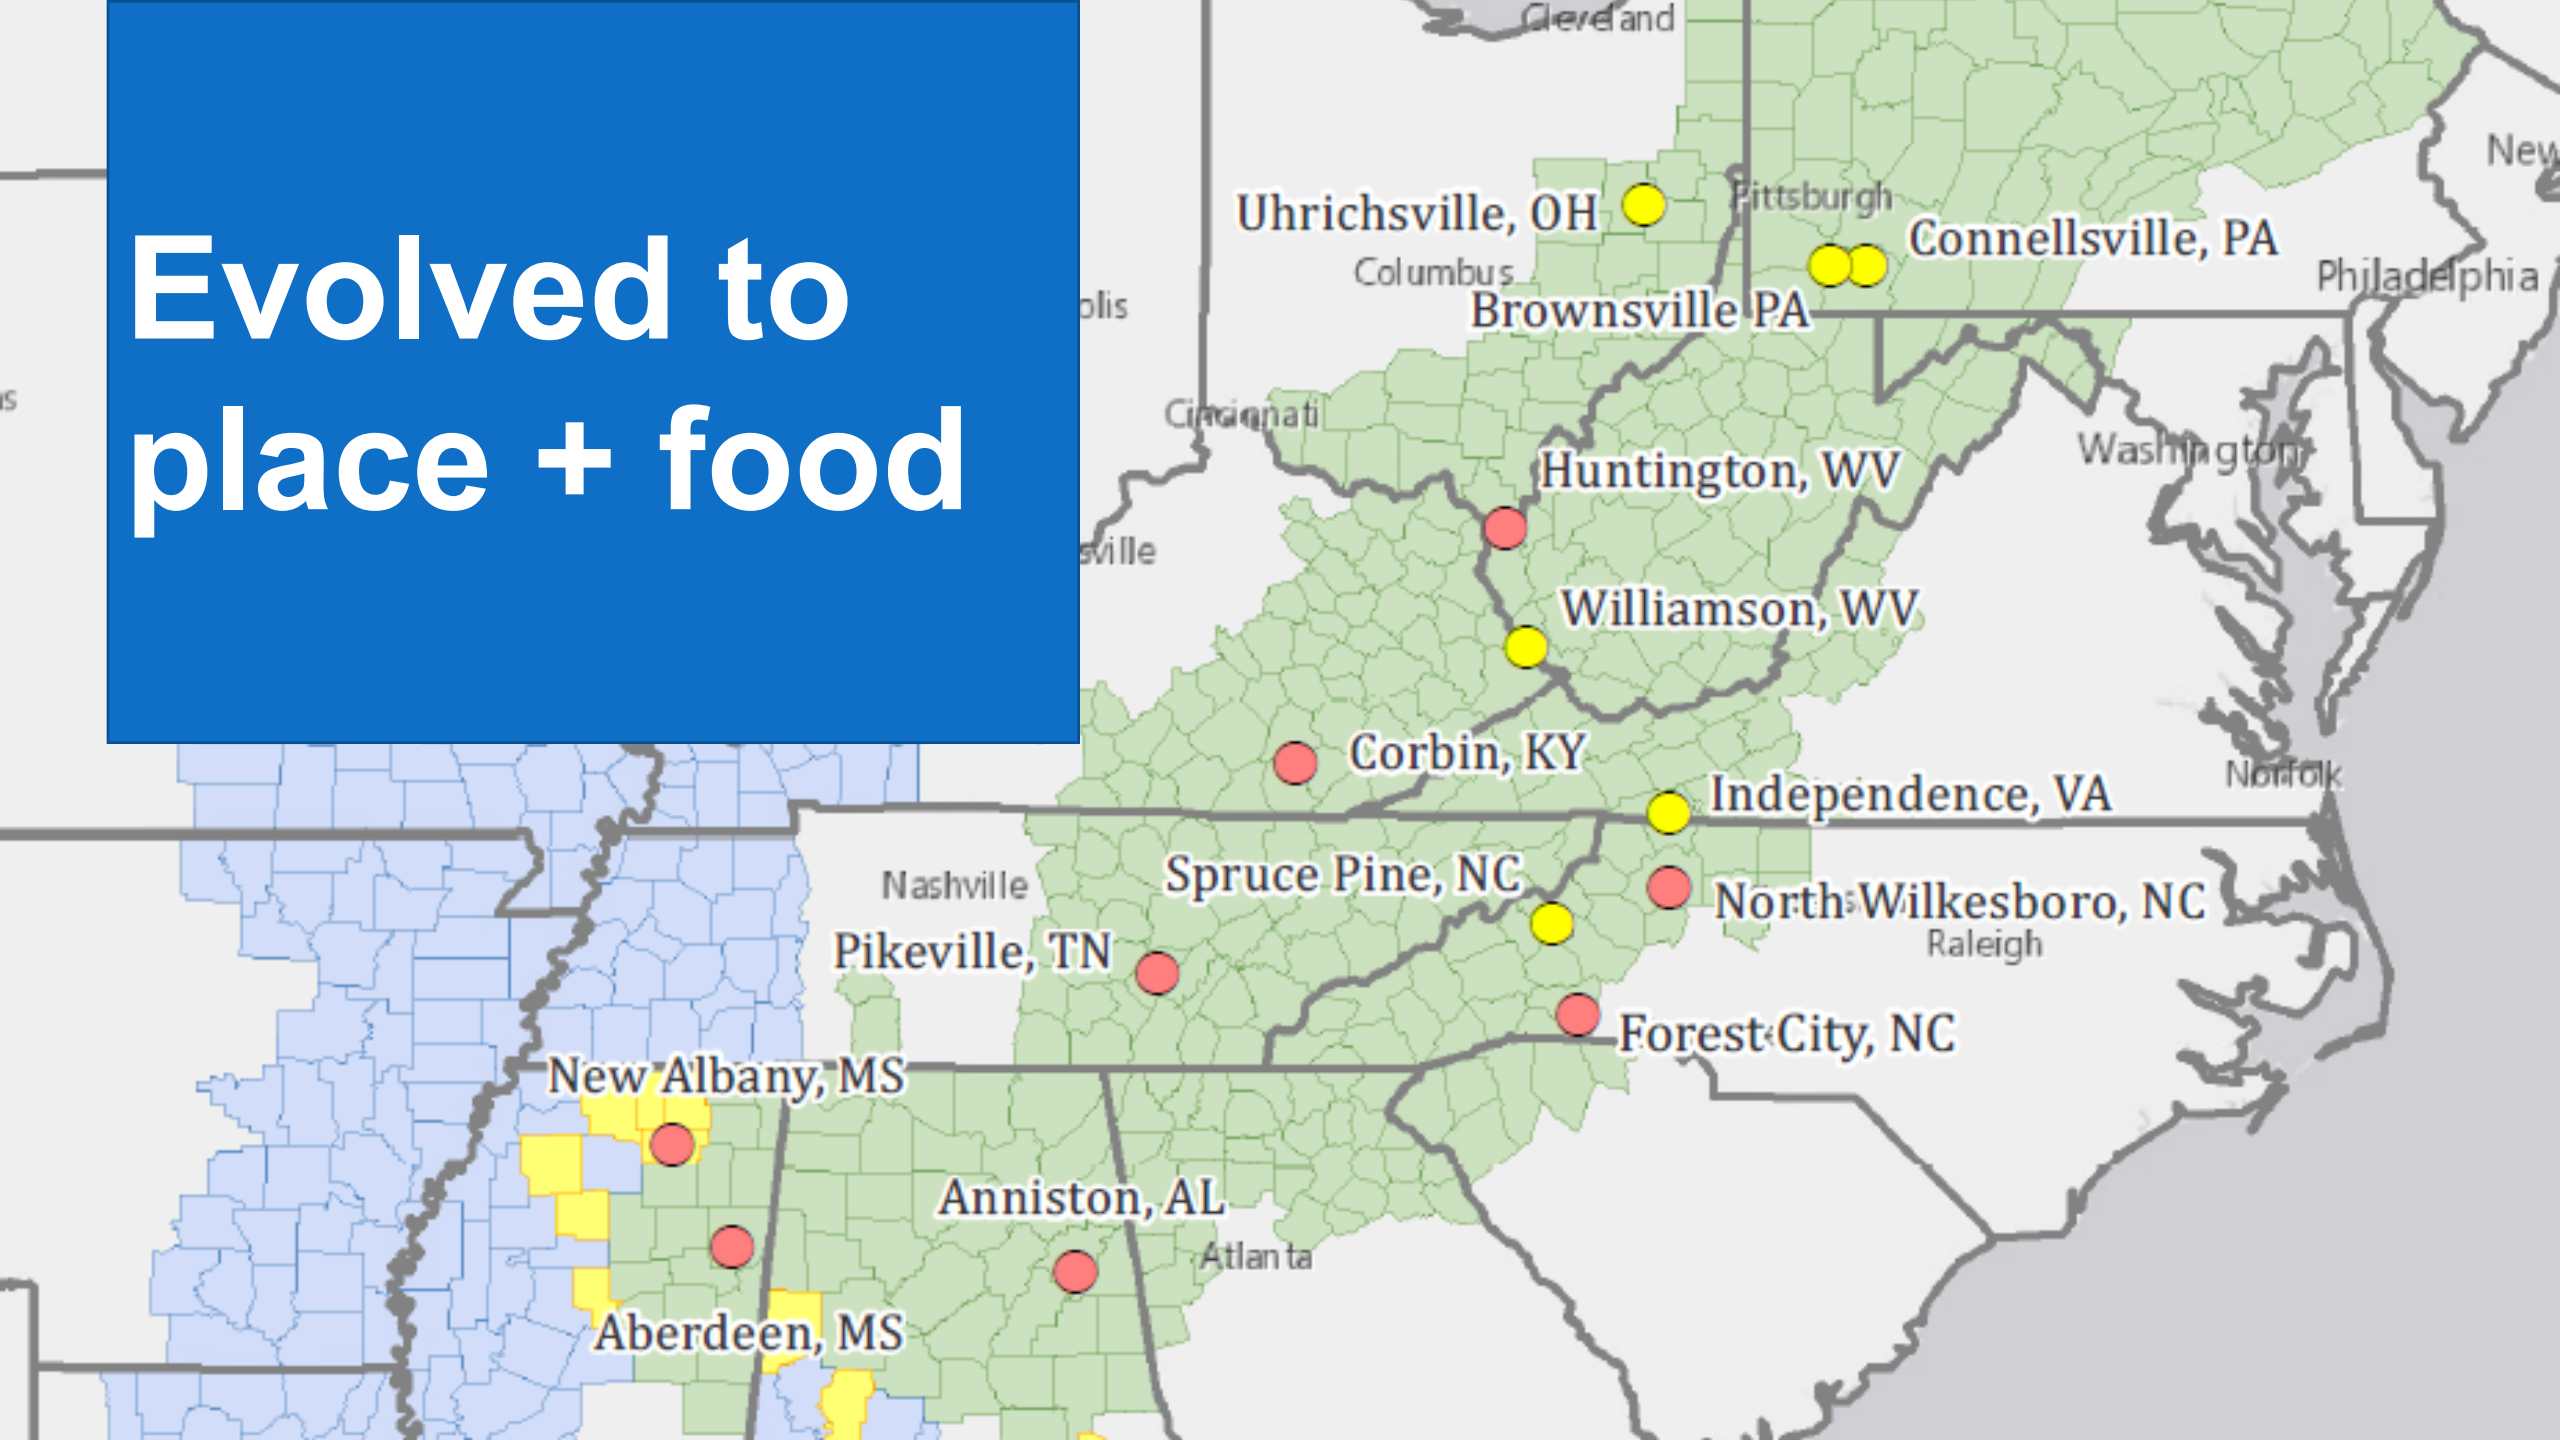 Evolved to
place + food
Cleveland
New
Pittsburgh
Uhrichsville, OH
Connellsville, PA
Columbus
Philadelphia
Brownsville PA
Cincinnati
Washington
Huntington, WV
Williamson, WV
Corbin, KY
Norfolk
Independence, VA
Spruce Pine, NC
Nashville
North Wilkesboro, NC
Raleigh
Pikeville, TN
Forest City, NC
New Albany, MS
Anniston, AL
Atlanta
Aberdeen, MS